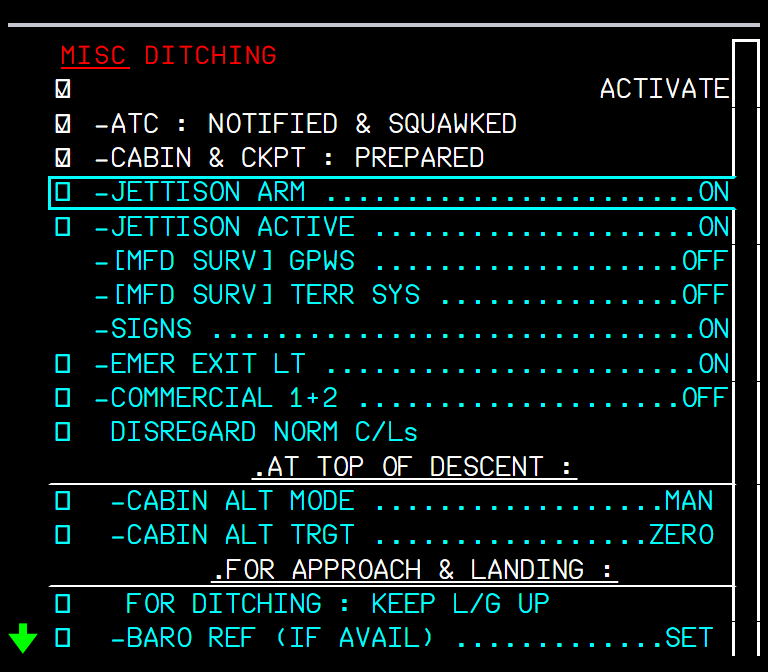 MISC DITCHING
ACTIVATE
-ATC : NOTIFIED & SQUAWKED
-CABIN & CKPT : PREPARED
-JETTISON ARM .......................ON
-JETTISON ACTIVE ....................ON
-[MFD SURV] GPWS ...................OFF
-[MFD SURV] TERR SYS ...............OFF
-SIGNS ..............................ON
-EMER EXIT LT .......................ON
-COMMERCIAL 1+2 ....................OFF
DISREGARD NORM C/Ls
.AT TOP OF DESCENT :
-CABIN ALT MODE ..................MAN
-CABIN ALT TRGT .................ZERO
.FOR APPROACH & LANDING :
FOR DITCHING : KEEP L/G UP
-BARO REF (IF AVAIL) .............SET